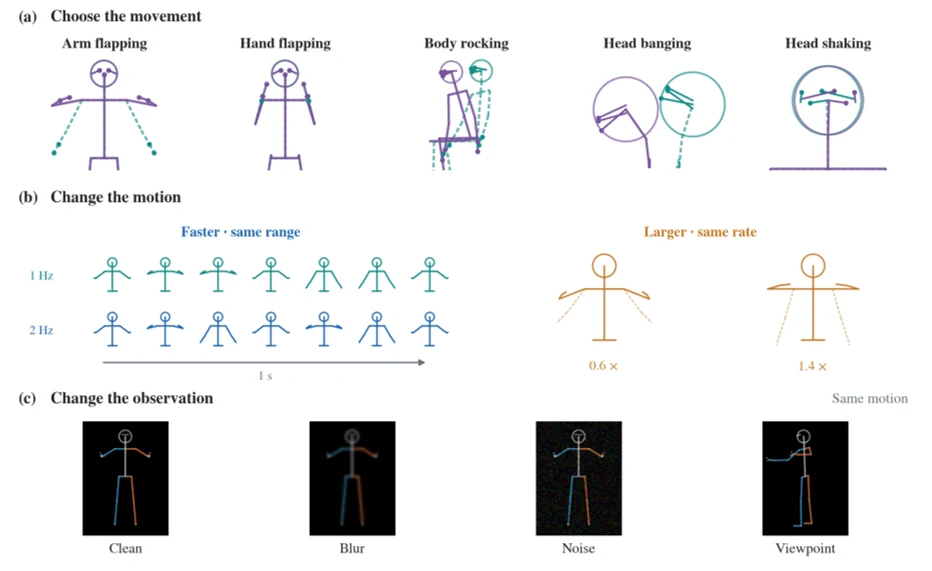 (a) Choose the movement
Arm flapping Hand flapping Body rocking Head banging Head shaking
(b) Change the motion
Faster · same range Larger · same rate
1 Hz
2 Hz
1 s
0.6 × 1.4 ×
(c) Change the observation Same motion
Clean Blur Noise Viewpoint